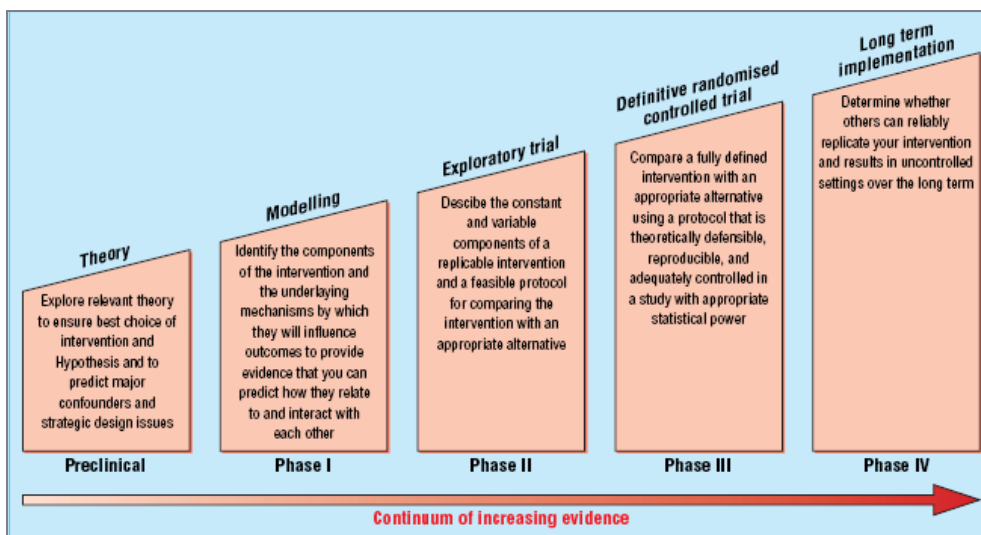 Theory
Explore relevant theory
to ensure best choice of
intervention and
Hypothesis and to
predict major
confounders and
strategic design issues
Preclinical
Modelling
Identify the components
of the intervention and
the underlaying
mechanisms by which
they will influence
outcomes to provide
evidence that you can
predict how they relate
to and interact with
each other
Phase I
Exploratory trial
Descibe the constant
and variable
components of a
replicable intervention
and a feasible protocol
for comparing the
intervention with an
appropriate alternative
Phase II
Definitive randomised
controlled trial
Compare a fully defined
intervention with an
appropriate alternative
using a protocol that is
theoretically defensible,
reproducible, and
adequately controlled in
a study with appropriate
statistical power
Phase III
Long term
implementation
Determine whether
others can reliably
replicate your intervention
and results in uncontrolled
settings over the long term
Phase IV
Continuum of increasing evidence